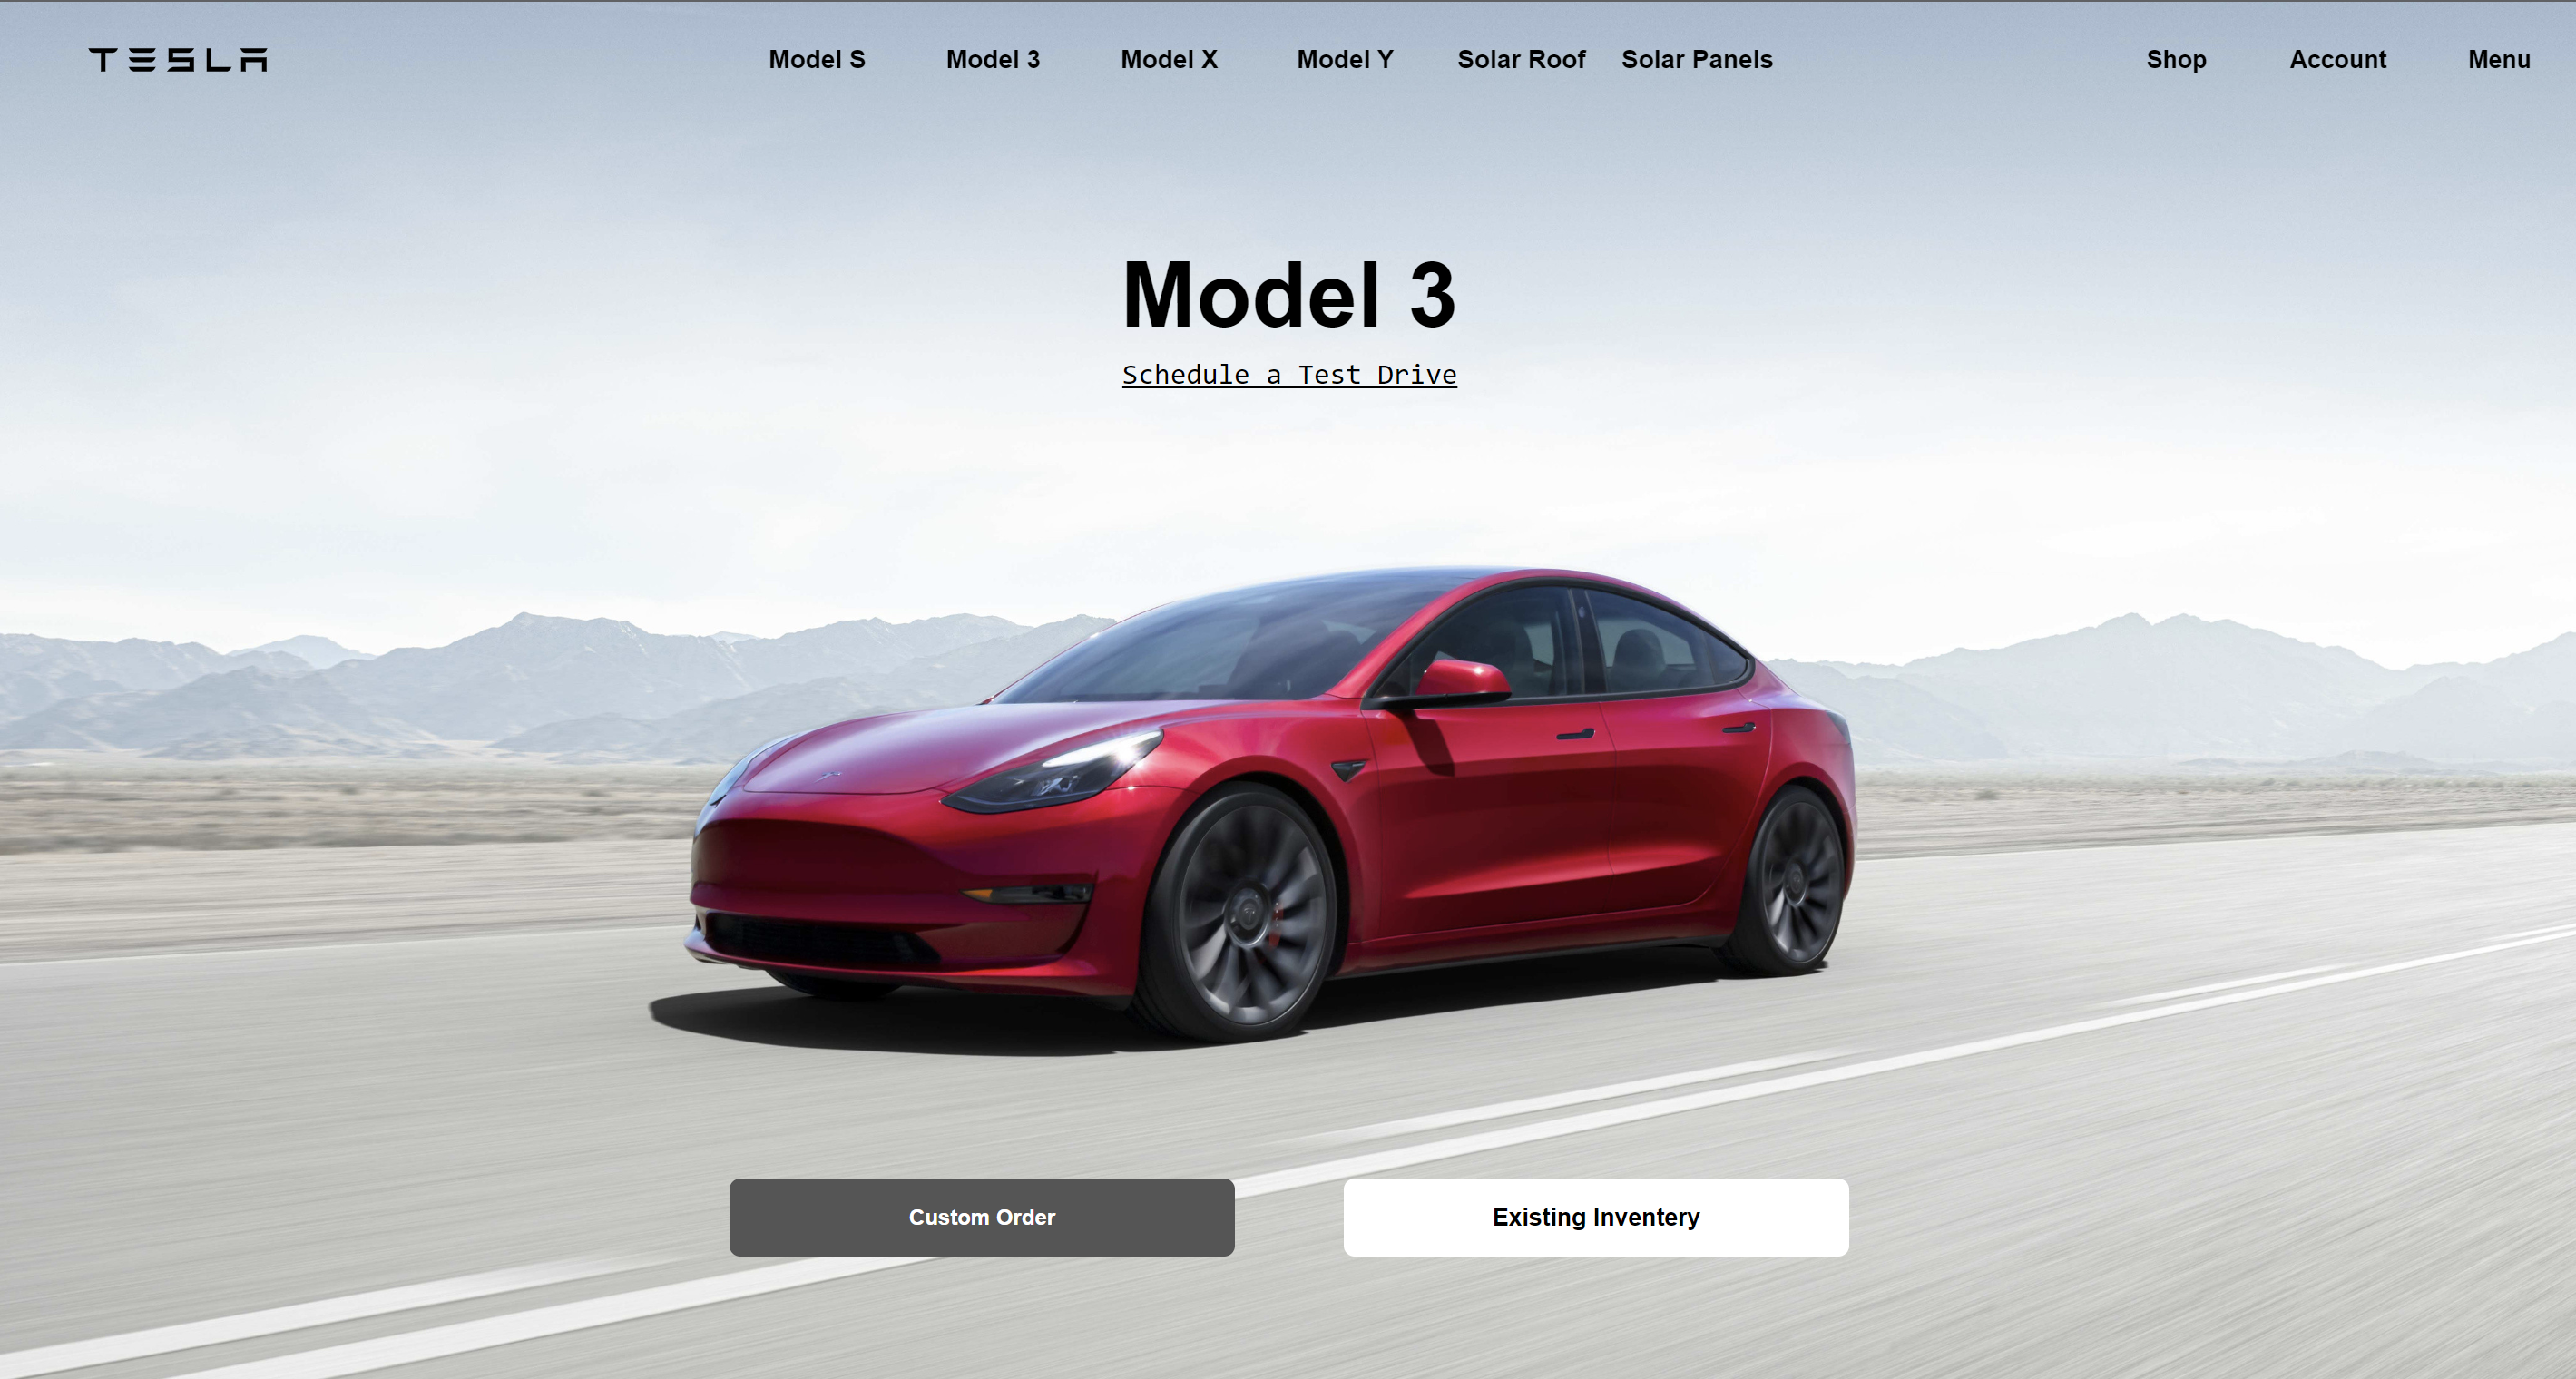 TESLA Model S Model 3 Model X Model Y Solar Roof Solar Panels Shop Account Menu
Model 3
Schedule a Test Drive
Custom Order Existing Inventery